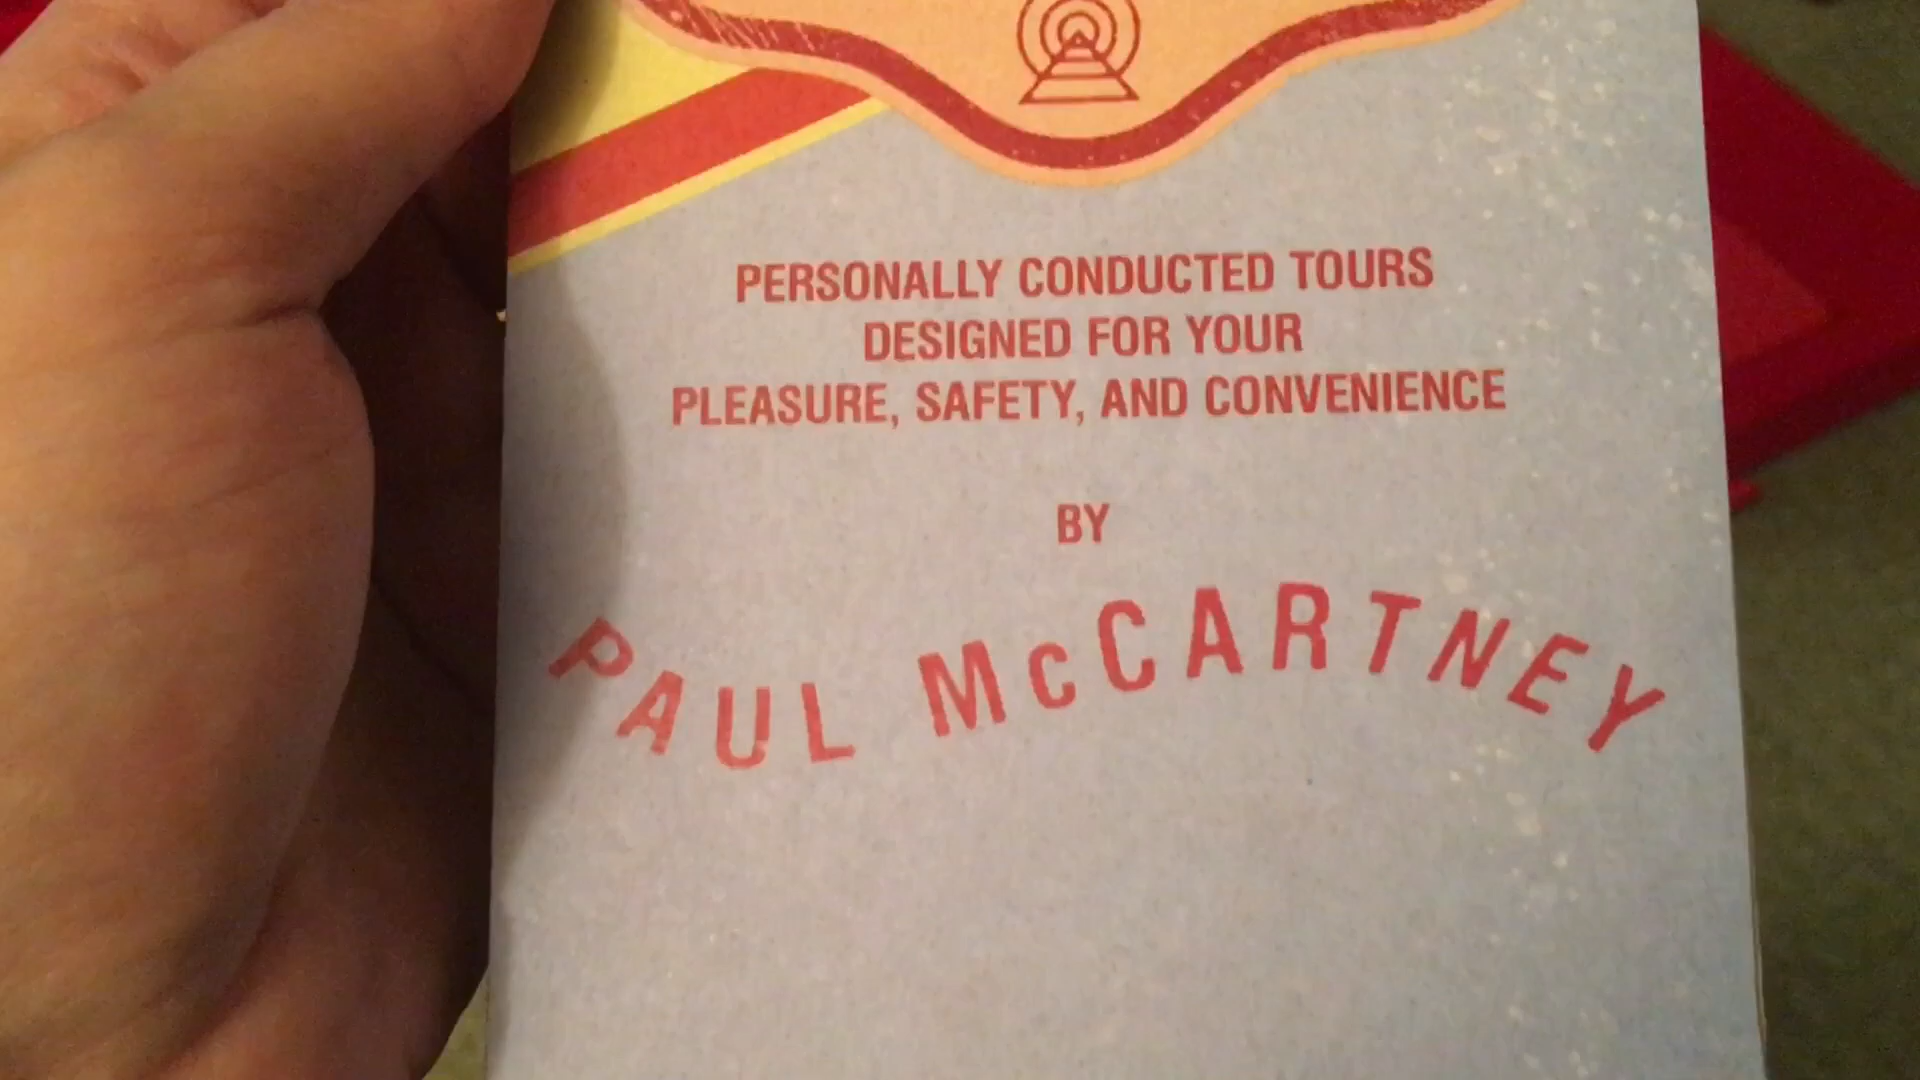 PERSONALLY CONDUCTED TOURS
DESIGNED FOR YOUR
PLEASURE, SAFETY, AND CONVENIENCE
BY
PAUL McCARTNEY